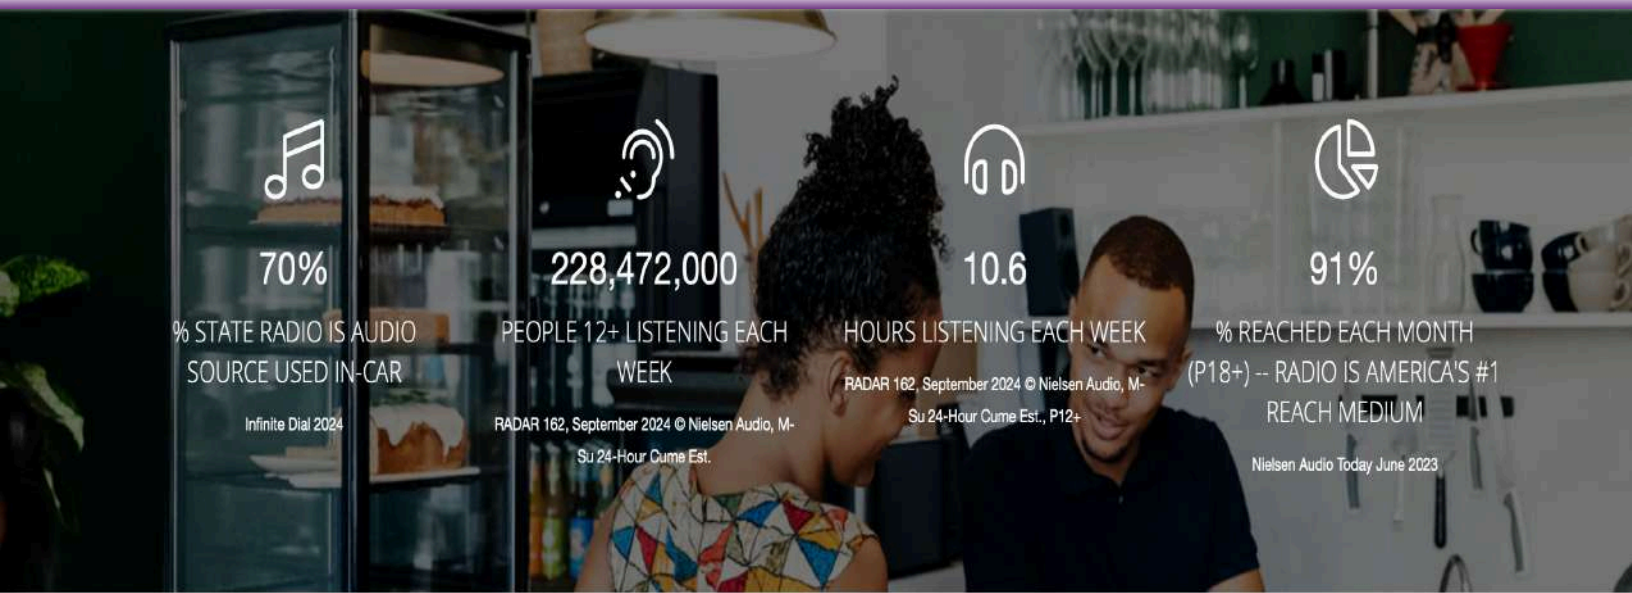 70%
% STATE RADIO IS AUDIO
SOURCE USED IN-CAR
Infinite Dial 2024
228,472,000
PEOPLE 12+ LISTENING EACH
WEEK
RADAR 162, September 2024 © Nielsen Audio, M-
Su 24-Hour Cume Est.
10.6
HOURS LISTENING EACH WEEK
RADAR 162, September 2024 © Nielsen Audio, M-
Su 24-Hour Cume Est., P12+
91%
% REACHED EACH MONTH
(P18+) -- RADIO IS AMERICA'S #1
REACH MEDIUM
Nielsen Audio Today June 2023